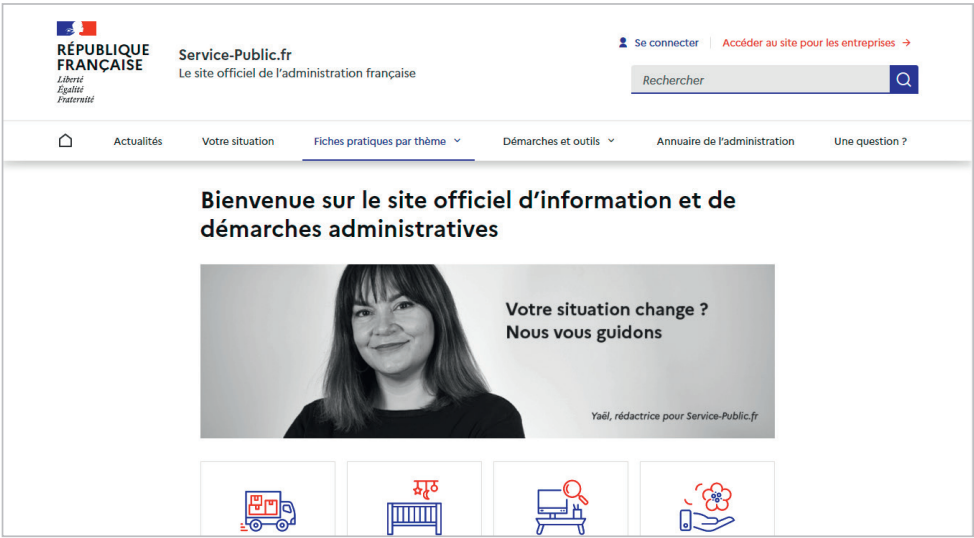 RÉPUBLIQUE
FRANÇAISE
Liberté
Égalité
Fraternité
Service-Public.fr
Le site officiel de l'administration française
Se connecter
Accéder au site pour les entreprises →
Rechercher
Actualités
Votre situation
Fiches pratiques par thème
Démarches et outils
Annuaire de l'administration
Une question ?
Bienvenue sur le site officiel d'information et de
démarches administratives
Votre situation change ?
Nous vous guidons
Yaël, rédactrice pour Service-Public.fr